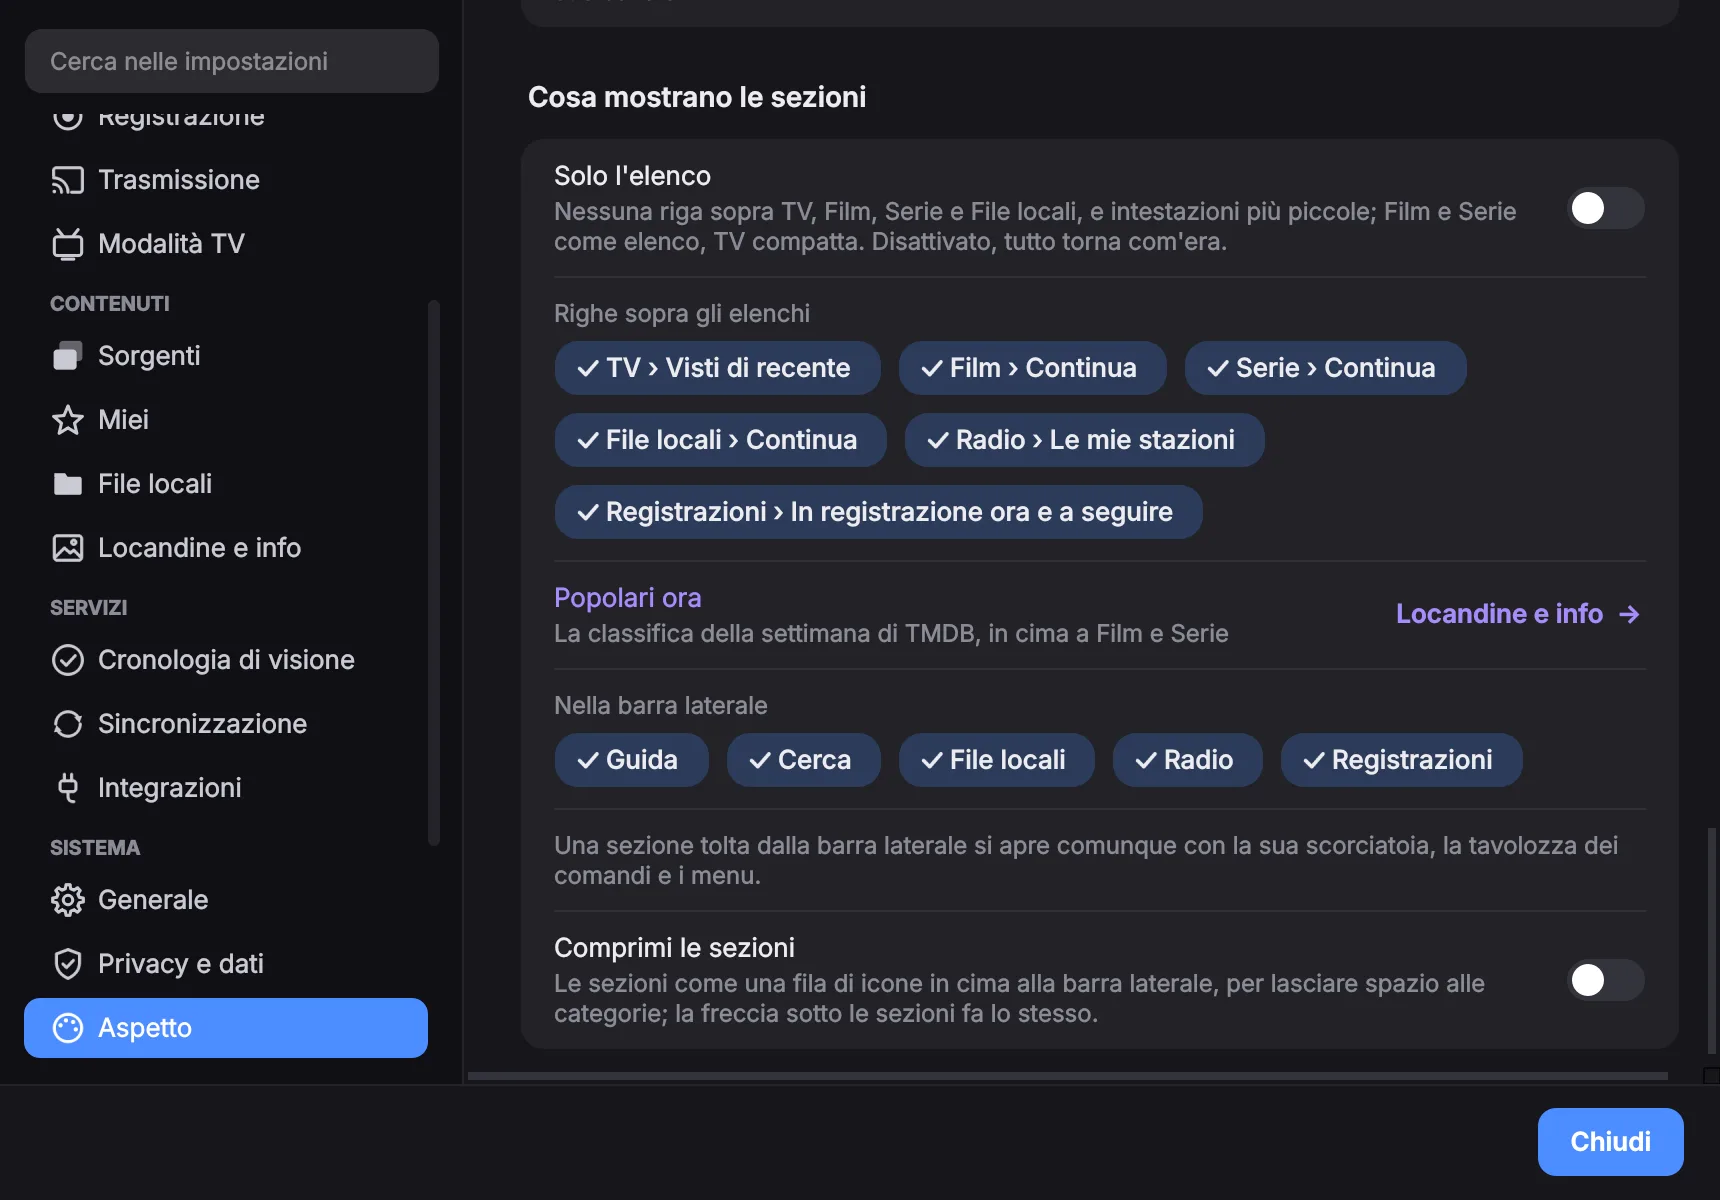 Cerca nelle impostazioni
Registrazione
Trasmissione
Modalità TV
CONTENUTI
Sorgenti
Miei
File locali
Locandine e info
SERVIZI
Cronologia di visione
Sincronizzazione
Integrazioni
SISTEMA
Generale
Privacy e dati
Aspetto
Cosa mostrano le sezioni
Solo l'elenco
Nessuna riga sopra TV, Film, Serie e File locali, e intestazioni più piccole; Film e Serie
come elenco, TV compatta. Disattivato, tutto torna com'era.
Righe sopra gli elenchi
✓ TV › Visti di recente ✓ Film › Continua ✓ Serie › Continua
✓ File locali › Continua ✓ Radio › Le mie stazioni
✓ Registrazioni › In registrazione ora e a seguire
Popolari ora
La classifica della settimana di TMDB, in cima a Film e Serie
Locandine e info →
Nella barra laterale
✓ Guida ✓ Cerca ✓ File locali ✓ Radio ✓ Registrazioni
Una sezione tolta dalla barra laterale si apre comunque con la sua scorciatoia, la tavolozza dei
comandi e i menu.
Comprimi le sezioni
Le sezioni come una fila di icone in cima alla barra laterale, per lasciare spazio alle
categorie; la freccia sotto le sezioni fa lo stesso.
Chiudi